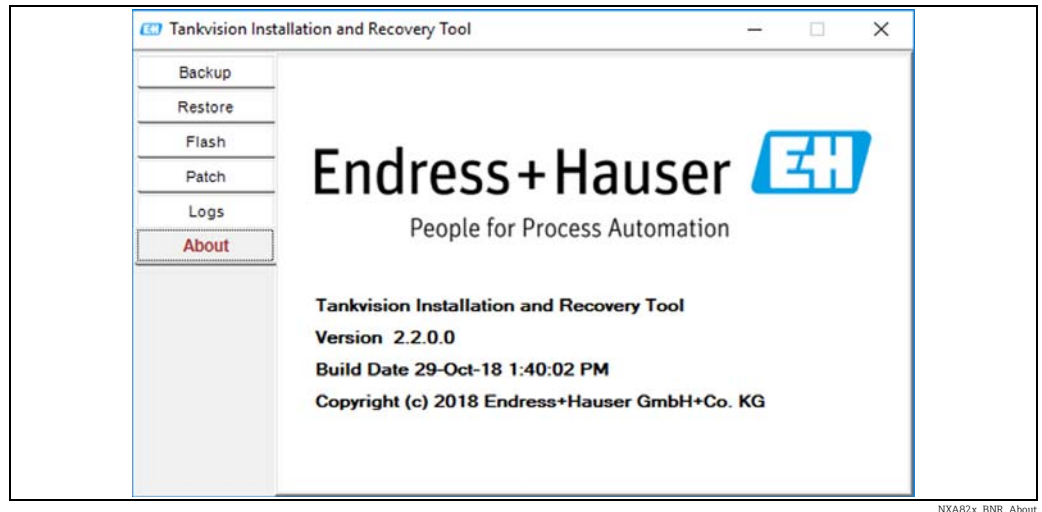 Tankvision Installation and Recovery Tool
Backup
Restore
Flash
Patch
Logs
About
Endress+Hauser EH
People for Process Automation
Tankvision Installation and Recovery Tool
Version 2.2.0.0
Build Date 29-Oct-18 1:40:02 PM
Copyright (c) 2018 Endress+Hauser GmbH+Co. KG
NXA82x_BNR_About